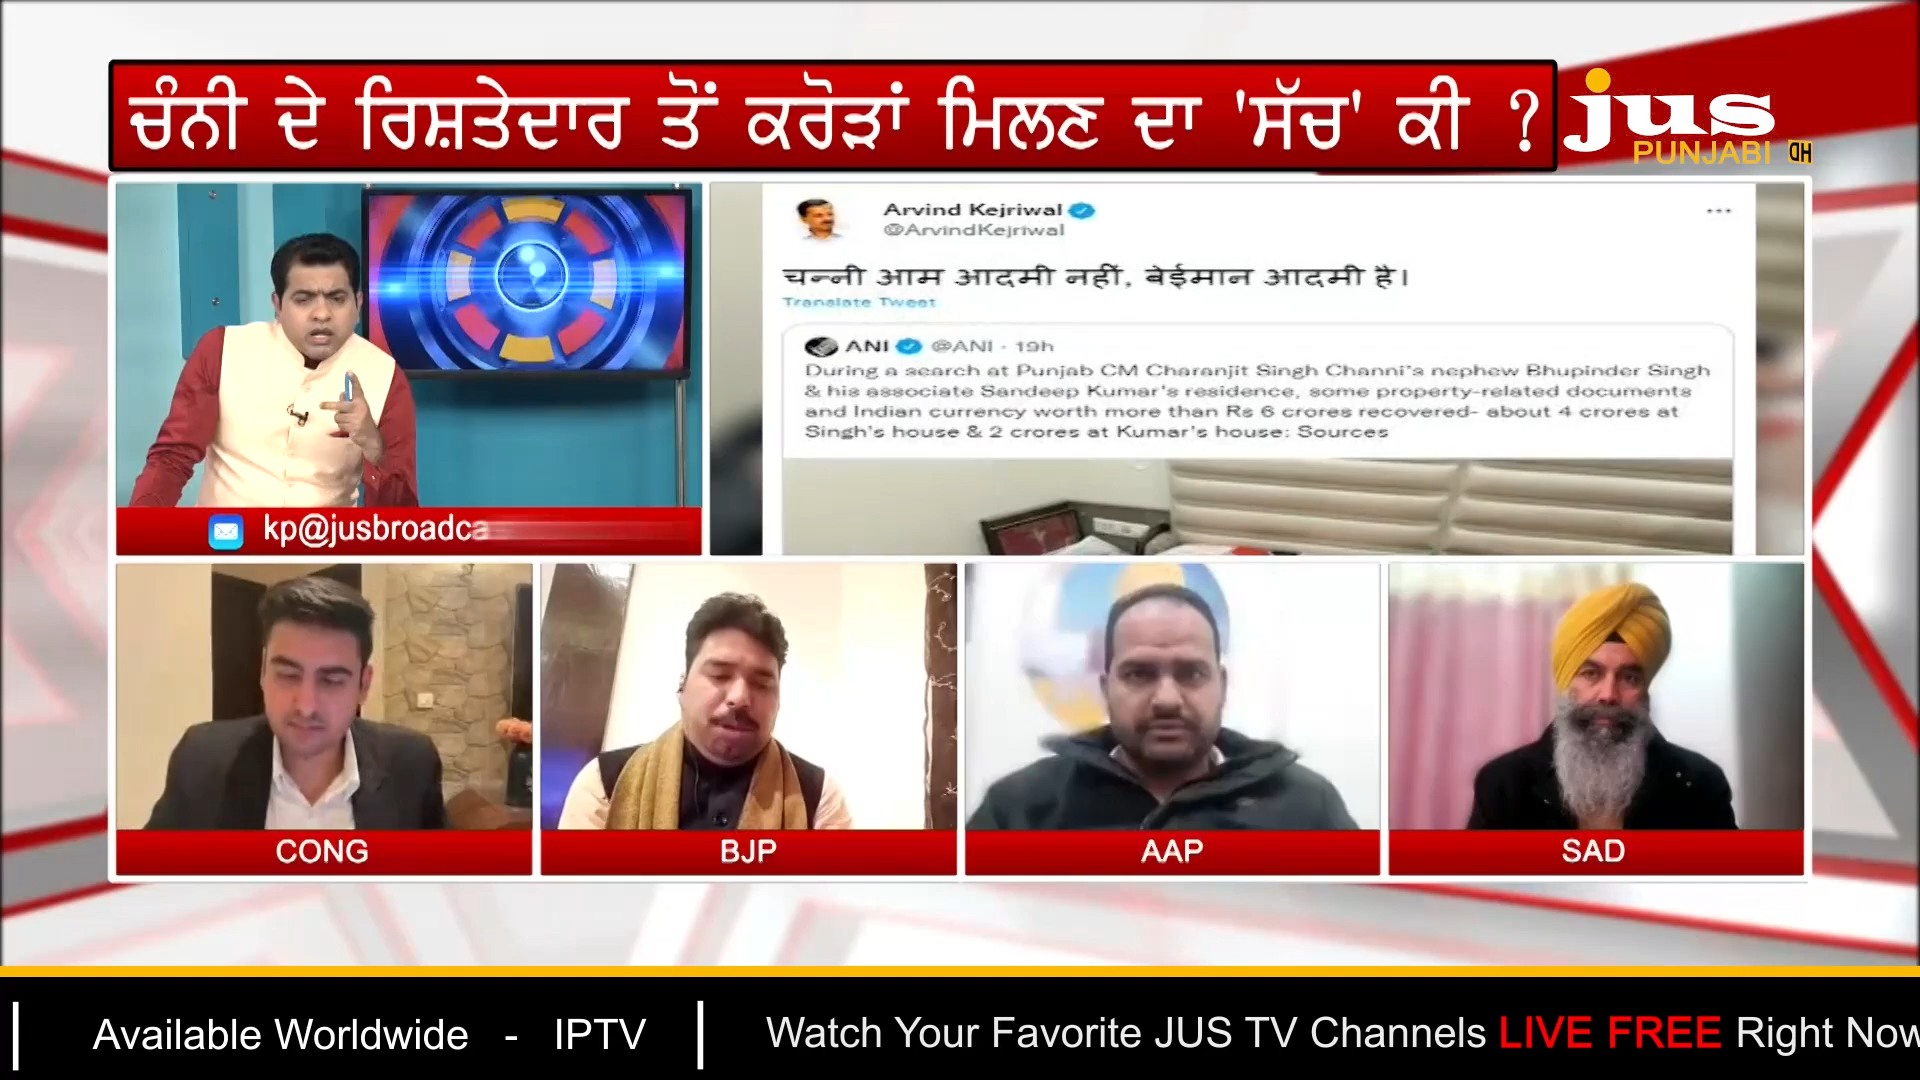 ਚੰਨੀ ਦੇ ਰਿਸ਼ਤੇਦਾਰ ਤੋਂ ਕਰੋੜਾਂ ਮਿਲਣ ਦਾ 'ਸੱਚ' ਕੀ ?
jus
PUNJABI HD
Arvind Kejriwal
@ArvindKejriwal
चन्नी आम आदमी नहीं, बेईमान आदमी है।
Translate Tweet
ANI @ANI · 19h
During a search at Punjab CM Charanjit Singh Channi's nephew Bhupinder Singh
& his associate Sandeep Kumar's residence, some property-related documents
and Indian currency worth more than Rs 6 crores recovered- about 4 crores at
Singh's house & 2 crores at Kumar's house: Sources
kp@jusbroadca
CONG
BJP
AAP
SAD
Available Worldwide - IPTV
Watch Your Favorite JUS TV Channels LIVE FREE Right Now